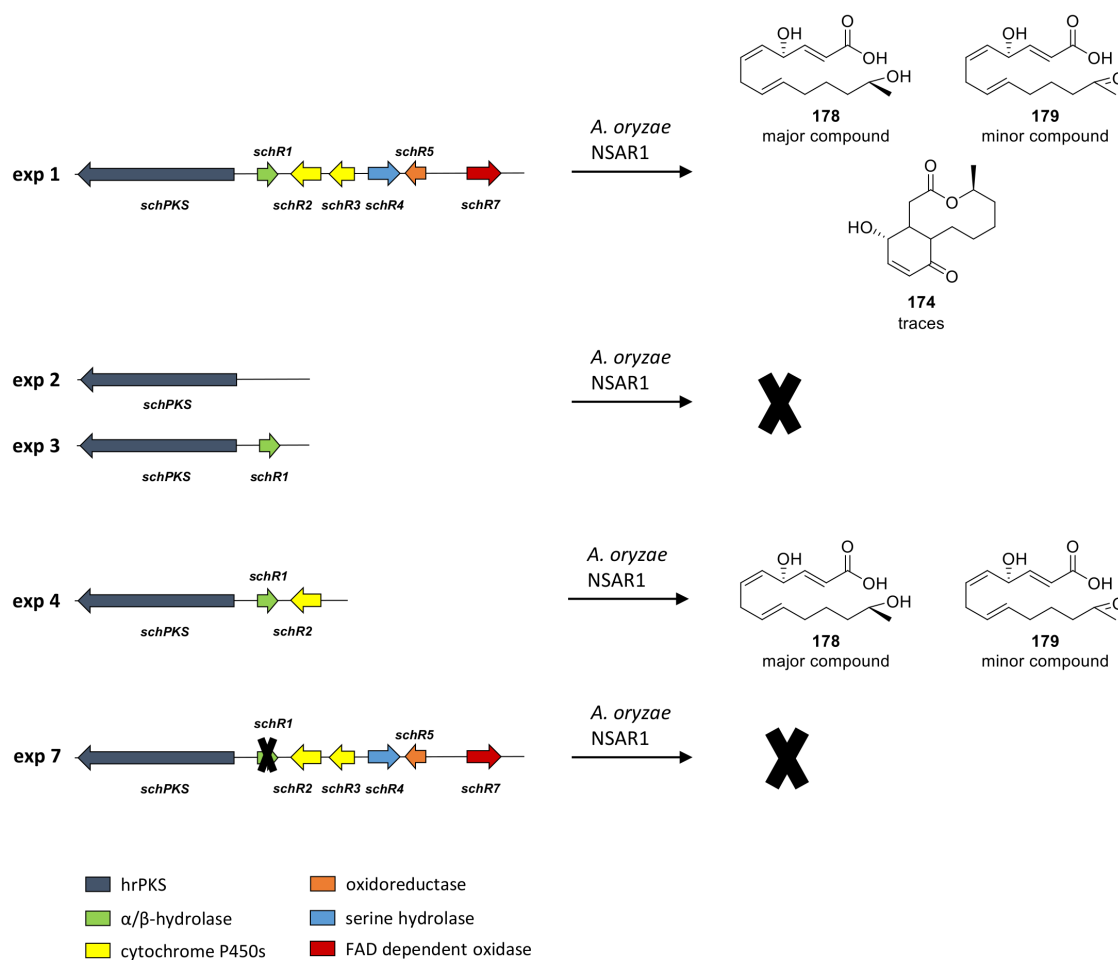 OH
O
OH
OH
178
major compound
OH
O
OH
O
179
minor compound
exp 1
schR1
schR5
schPKS
schR2
schR3
schR4
schR7
A. oryzae
NSAR1
O
O
HO
O
174
traces
exp 2
schPKS
A. oryzae
NSAR1
exp 3
schPKS
schR1
exp 4
schR1
schPKS
schR2
A. oryzae
NSAR1
OH
O
OH
OH
178
major compound
OH
O
OH
O
179
minor compound
exp 7
schR1
schR5
schPKS
schR2
schR3
schR4
schR7
A. oryzae
NSAR1
hrPKS
α/β-hydrolase
cytochrome P450s
oxidoreductase
serine hydrolase
FAD dependent oxidase